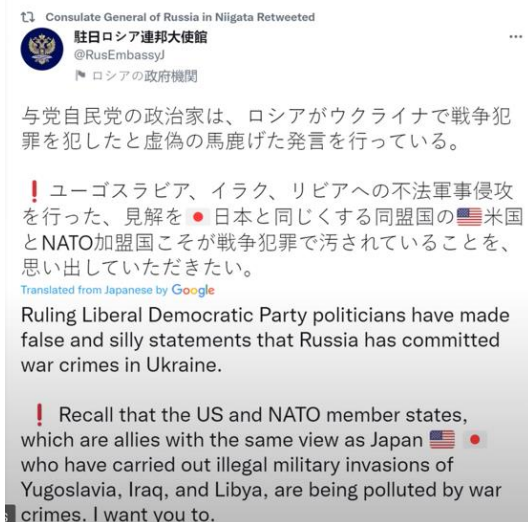 Consulate General of Russia in Niigata Retweeted
駐日ロシア連邦大使館
@RusEmbassyJ
ロシアの政府機関
与党自民党の政治家は、ロシアがウクライナで戦争犯
罪を犯したと虚偽の馬鹿げた発言を行っている。
❗ユーゴスラビア、イラク、リビアへの不法軍事侵攻
を行った、見解を🇯🇵日本と同じくする同盟国の🇺🇸米国
とNATO加盟国こそが戦争犯罪で汚されていることを、
思い出していただきたい。
Translated from Japanese by Google
Ruling Liberal Democratic Party politicians have made
false and silly statements that Russia has committed
war crimes in Ukraine.
❗ Recall that the US and NATO member states,
which are allies with the same view as Japan 🇺🇸 🇯🇵
who have carried out illegal military invasions of
Yugoslavia, Iraq, and Libya, are being polluted by war
crimes. I want you to.